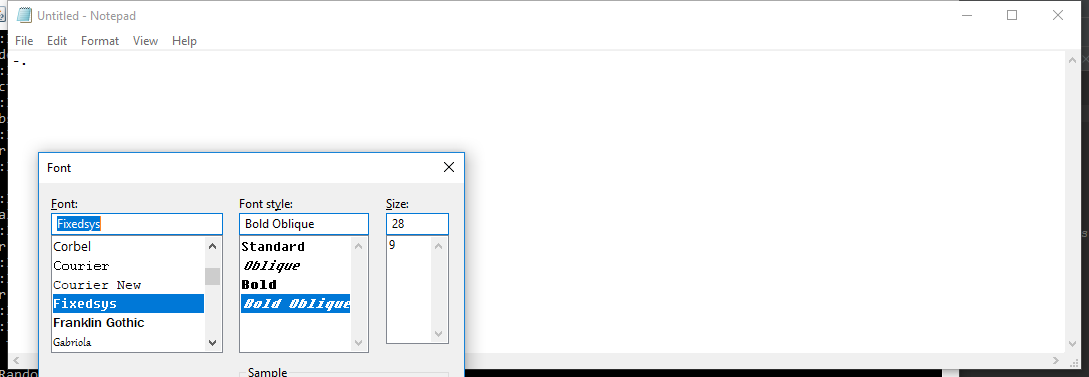 Untitled - Notepad
File Edit Format View Help
-.
Font
Font: Font style: Size:
Fixedsys Bold Oblique 28
Corbel Standard 9
Courier Oblique
Courier New Bold
Fixedsys Bold Oblique
Franklin Gothic
Gabriola
Sample
Rando